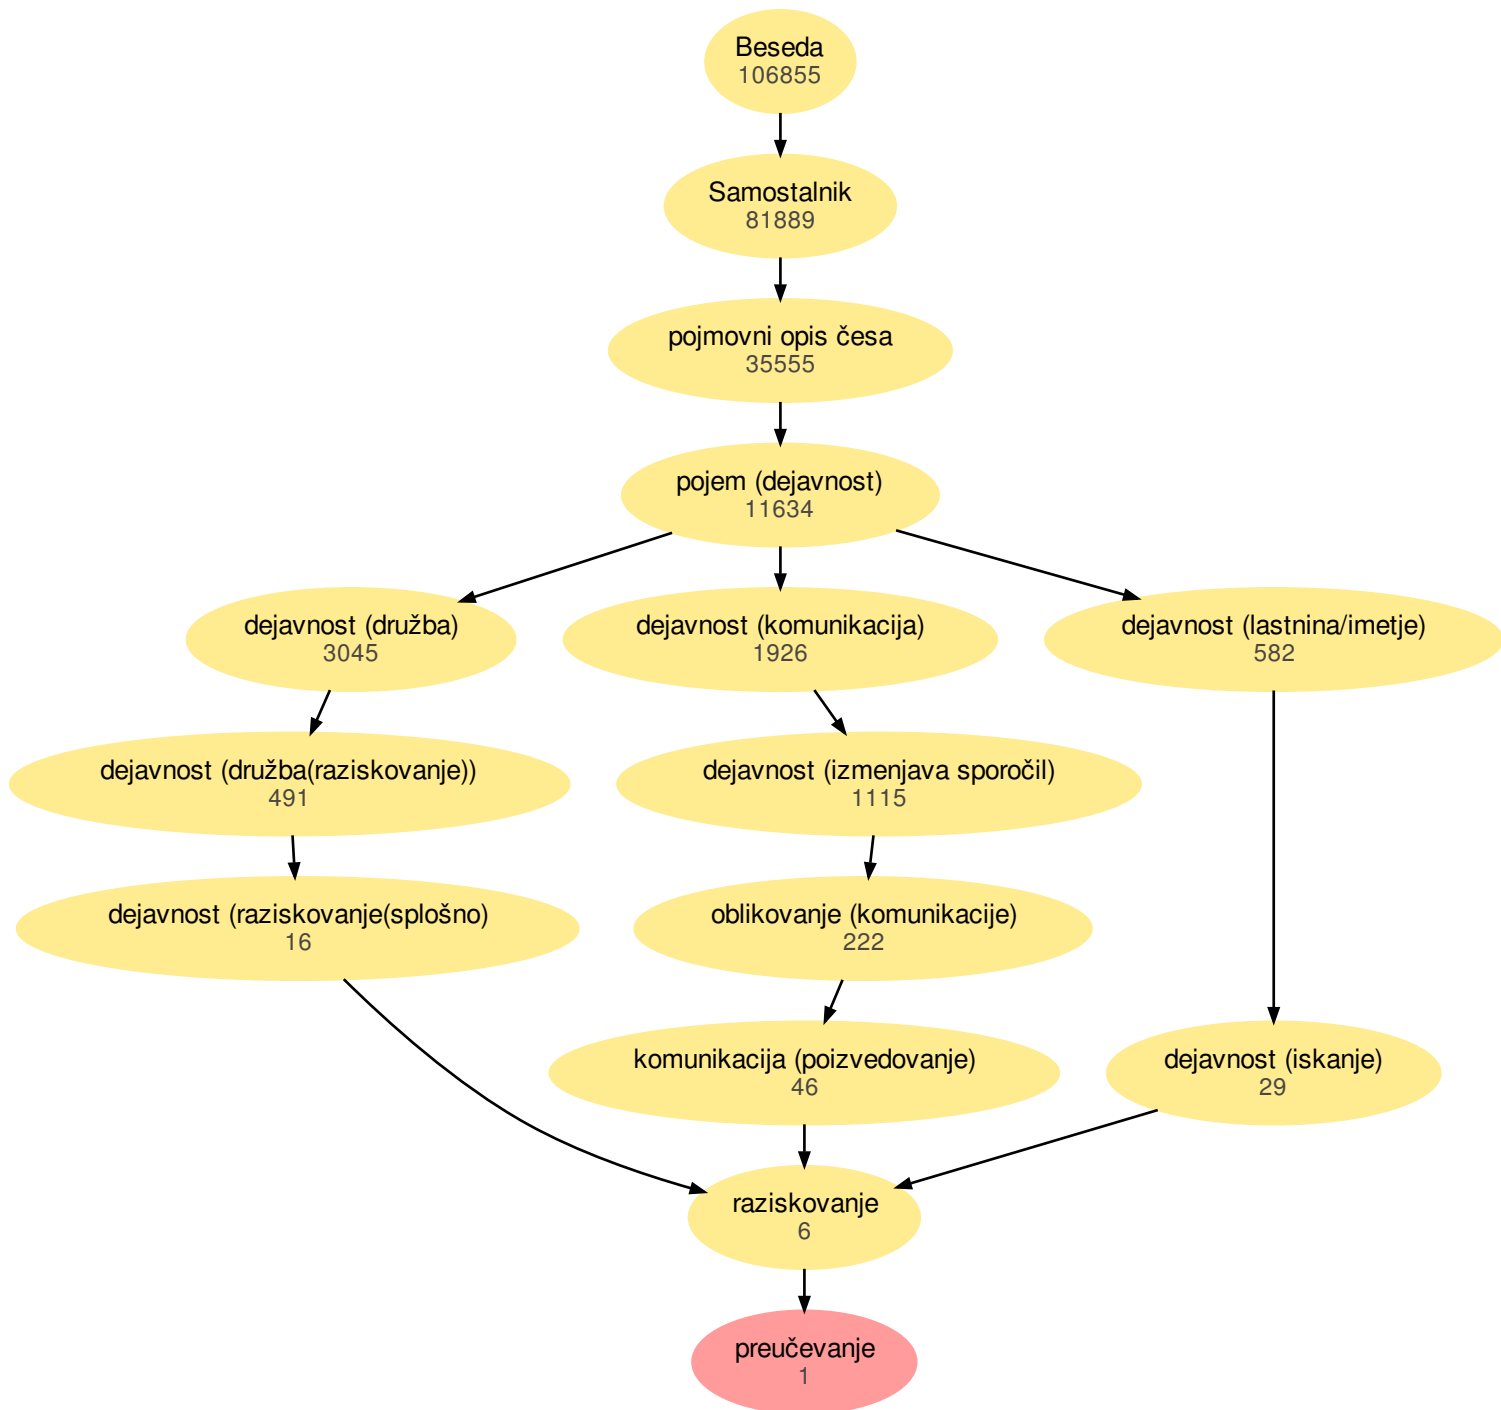 Beseda
106855
Samostalnik
81889
pojmovni opis česa
35555
pojem (dejavnost)
11634
dejavnost (družba)
3045
dejavnost (komunikacija)
1926
dejavnost (lastnina/imetje)
582
dejavnost (družba(raziskovanje))
491
dejavnost (izmenjava sporočil)
1115
dejavnost (raziskovanje(splošno)
16
oblikovanje (komunikacije)
222
komunikacija (poizvedovanje)
46
dejavnost (iskanje)
29
raziskovanje
6
preučevanje
1